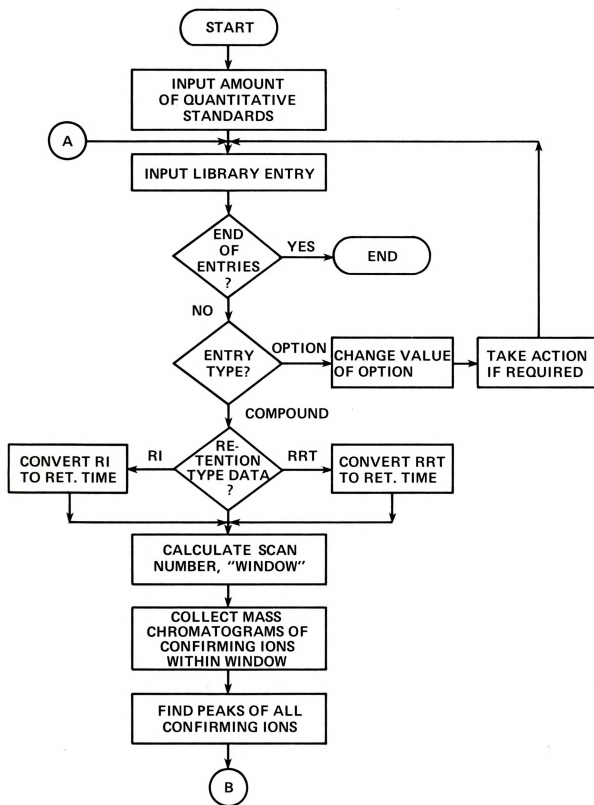 START
INPUT AMOUNT
OF QUANTITATIVE
STANDARDS
A
INPUT LIBRARY ENTRY
END
OF
ENTRIES
?
YES
END
NO
ENTRY
TYPE?
OPTION
CHANGE VALUE
OF OPTION
TAKE ACTION
IF REQUIRED
COMPOUND
CONVERT RI
TO RET. TIME
RI
RE-
TENTION
TYPE DATA
?
RRT
CONVERT RRT
TO RET. TIME
CALCULATE SCAN
NUMBER, “WINDOW”
COLLECT MASS
CHROMATOGRAMS OF
CONFIRMING IONS
WITHIN WINDOW
FIND PEAKS OF ALL
CONFIRMING IONS
B